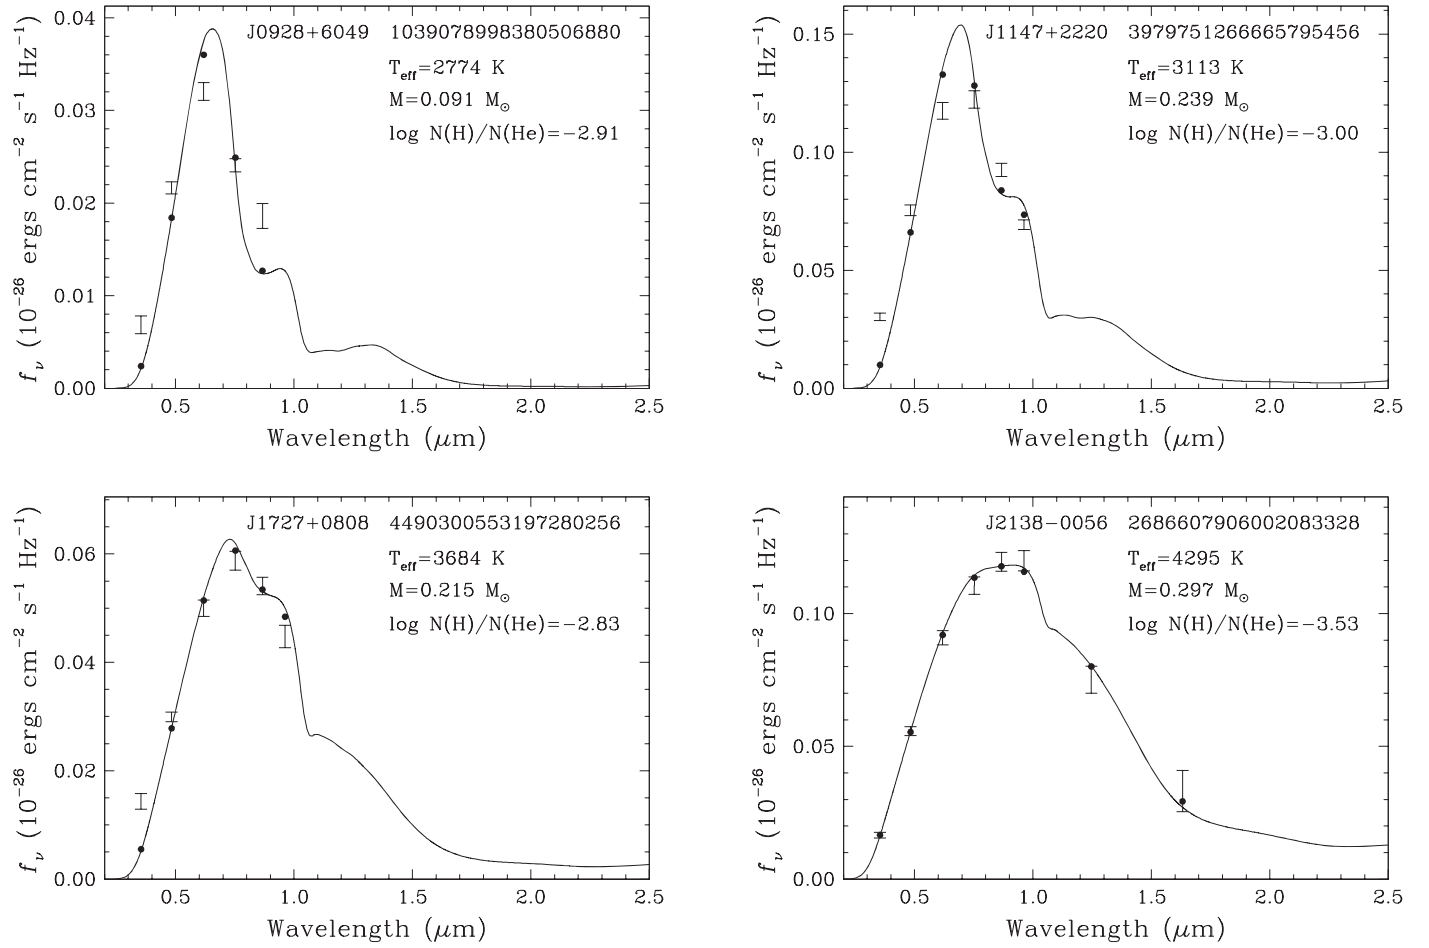 J0928+6049 1039078998380506880
T_eff=2774 K
M=0.091 M⊙
log N(H)/N(He)=−2.91
f_ν (10^−26 ergs cm^−2 s^−1 Hz^−1)
0.04
0.03
0.02
0.01
0.00
0.5 1.0 1.5 2.0 2.5
Wavelength (μm)
J1147+2220 3979751266665795456
T_eff=3113 K
M=0.239 M⊙
log N(H)/N(He)=−3.00
f_ν (10^−26 ergs cm^−2 s^−1 Hz^−1)
0.15
0.10
0.05
0.00
0.5 1.0 1.5 2.0 2.5
Wavelength (μm)
J1727+0808 4490300553197280256
T_eff=3684 K
M=0.215 M⊙
log N(H)/N(He)=−2.83
f_ν (10^−26 ergs cm^−2 s^−1 Hz^−1)
0.06
0.04
0.02
0.00
0.5 1.0 1.5 2.0 2.5
Wavelength (μm)
J2138−0056 2686607906002083328
T_eff=4295 K
M=0.297 M⊙
log N(H)/N(He)=−3.53
f_ν (10^−26 ergs cm^−2 s^−1 Hz^−1)
0.10
0.05
0.00
0.5 1.0 1.5 2.0 2.5
Wavelength (μm)